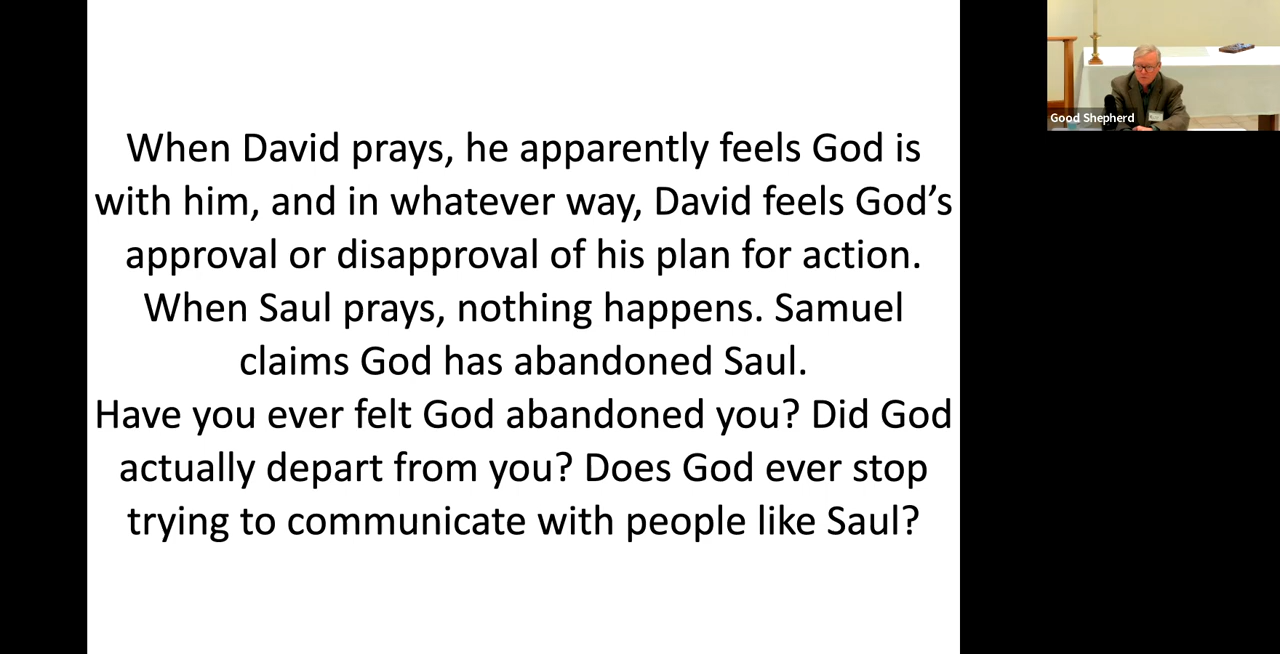 When David prays, he apparently feels God is
with him, and in whatever way, David feels God’s
approval or disapproval of his plan for action.
When Saul prays, nothing happens. Samuel
claims God has abandoned Saul.
Have you ever felt God abandoned you? Did God
actually depart from you? Does God ever stop
trying to communicate with people like Saul?
Good Shepherd